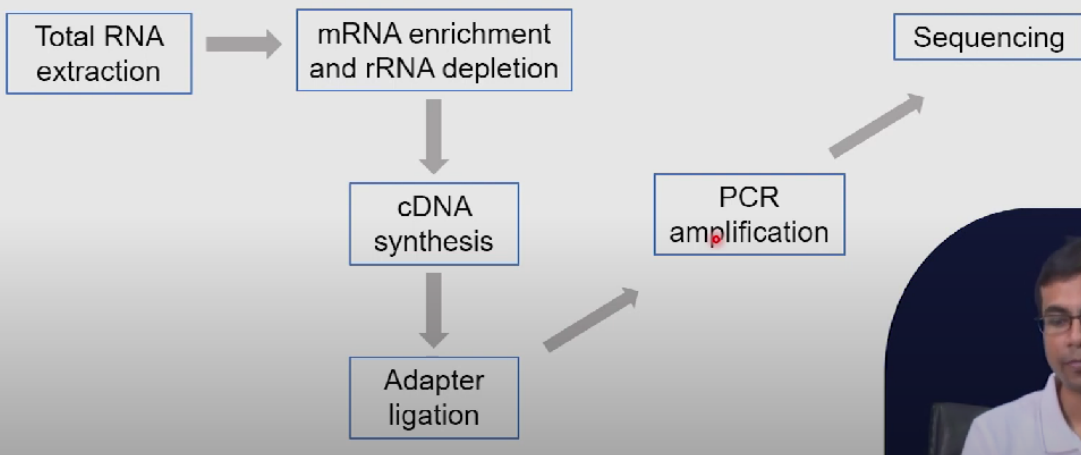 Total RNA
extraction
mRNA enrichment
and rRNA depletion
cDNA
synthesis
Adapter
ligation
PCR
amplification
Sequencing